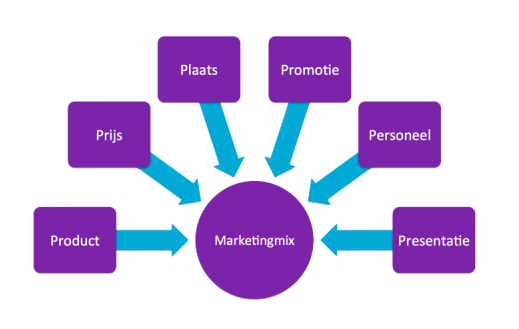 Plaats
Promotie
Prijs
Personeel
Product
Marketingmix
Presentatie